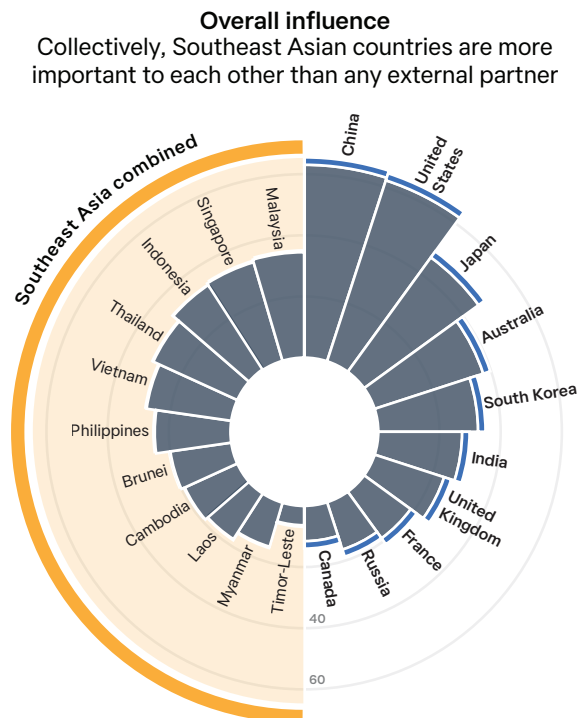 Overall influence
Collectively, Southeast Asian countries are more
important to each other than any external partner
Southeast Asia combined
China
United
States
Japan
Australia
South Korea
India
United
Kingdom
France
Russia
Canada
Timor-Leste
Myanmar
Laos
Cambodia
Brunei
Philippines
Vietnam
Thailand
Indonesia
Singapore
Malaysia
40
60